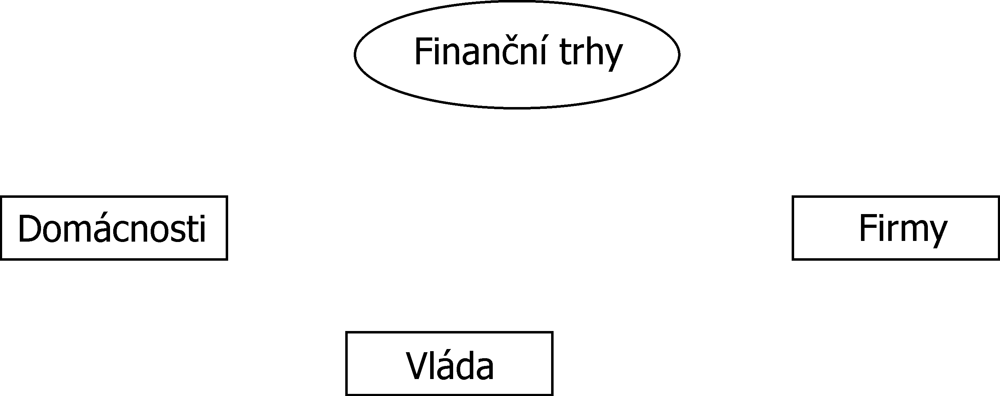 Finanční trhy
Domácnosti
Firmy
Vláda